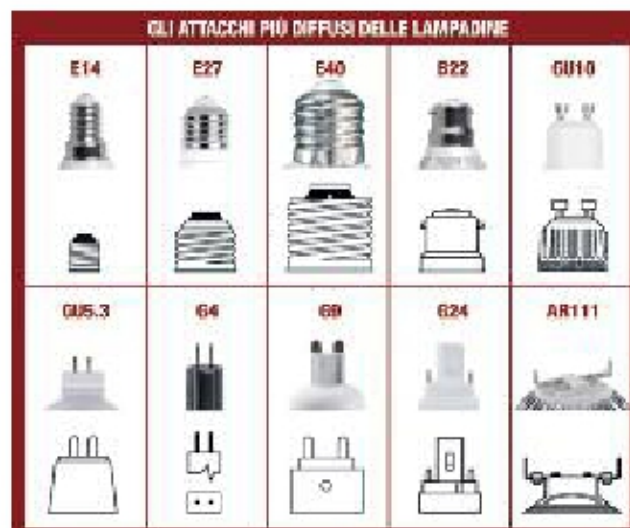 GLI ATTACCHI PIÙ DIFFUSI DELLE LAMPADINE
E14 E27 E40 B22 GU10
GU5.3 G4 G9 G24 AR111